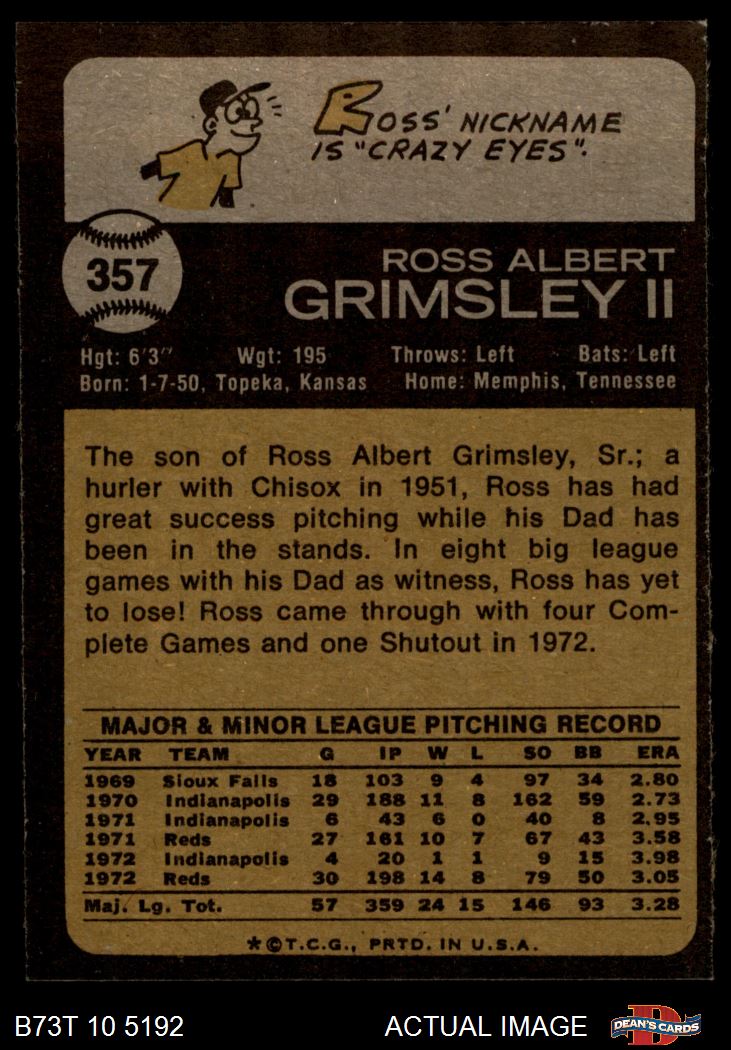 ROSS' NICKNAME
IS "CRAZY EYES".
357
ROSS ALBERT
GRIMSLEY II
Hgt: 6'3" Wgt: 195 Throws: Left Bats: Left
Born: 1-7-50, Topeka, Kansas Home: Memphis, Tennessee
The son of Ross Albert Grimsley, Sr.; a
hurler with Chisox in 1951, Ross has had
great success pitching while his Dad has
been in the stands. In eight big league
games with his Dad as witness, Ross has yet
to lose! Ross came through with four Com-
plete Games and one Shutout in 1972.
MAJOR & MINOR LEAGUE PITCHING RECORD
YEAR TEAM G IP W L SO BB ERA
1969 Sioux Falls 18 103 9 4 97 34 2.80
1970 Indianapolis 29 188 11 8 162 59 2.73
1971 Indianapolis 6 43 6 0 40 8 2.95
1971 Reds 27 161 10 7 67 43 3.58
1972 Indianapolis 4 20 1 1 9 15 3.98
1972 Reds 30 198 14 8 79 50 3.05
Maj. Lg. Tot. 57 359 24 15 146 93 3.28
*©T.C.G., PRTD. IN U.S.A.
B73T 10 5192 ACTUAL IMAGE D DEAN'S CARDS